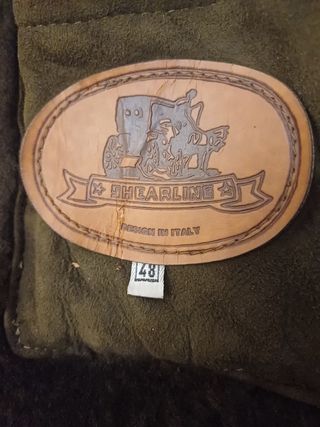 SHEARLINE
DESIGN IN ITALY
48